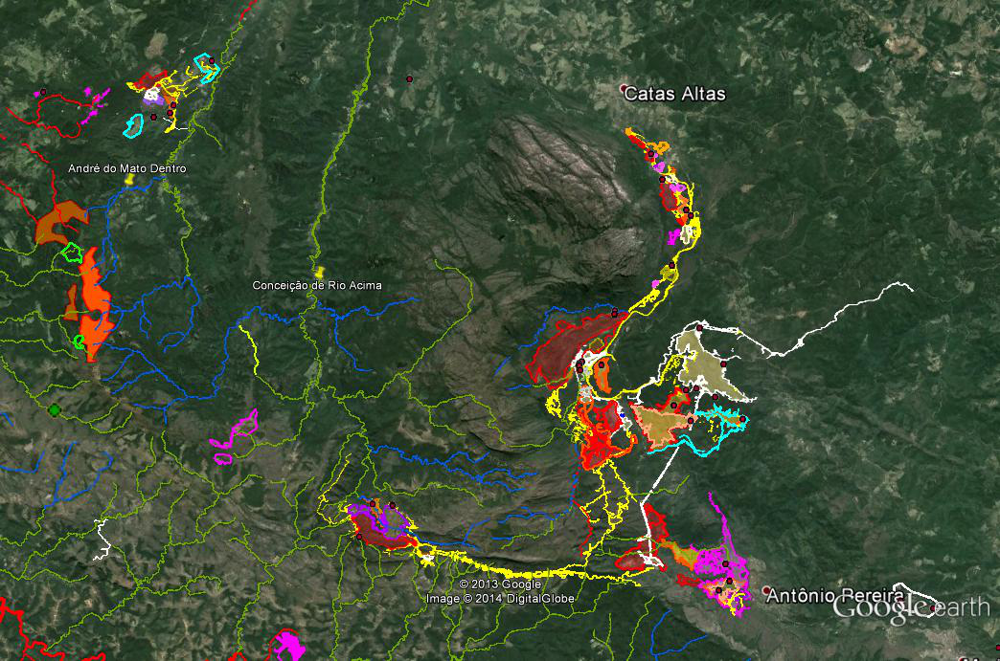 Catas Altas
André do Mato Dentro
Conceição de Rio Acima
© 2013 Google
Image © 2014 DigitalGlobe
Antônio Pereira
Google earth